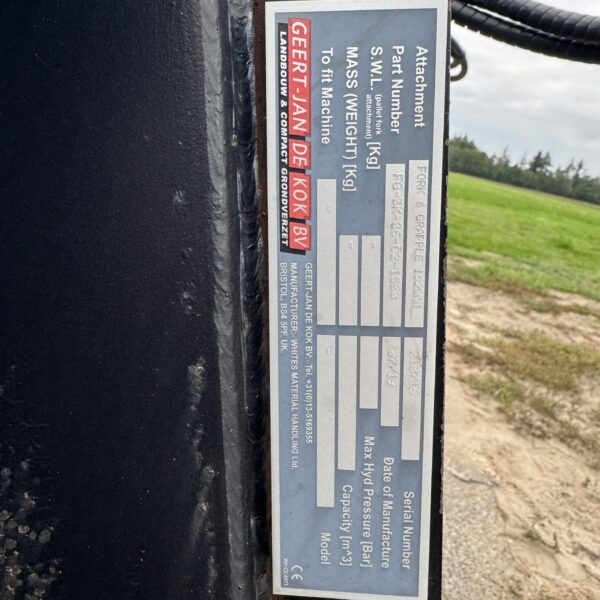 Attachment
FORK & GRAPPLE
Serial Number
Part Number
Date of Manufacture
S.W.L. (pallet fork attachment) [Kg]
-
Max Hyd Pressure [Bar]
MASS (WEIGHT) [Kg]
-
Capacity [m^3]
To fit Machine
-
Model
GEERT-JAN DE KOK BV
LANDBOUW & COMPACT GRONDVERZET
GEERT-JAN DE KOK BV:- Tel. +31(0)13-5169355
MANUFACTURER:- WHITES MATERIAL HANDLING Ltd.
BRISTOL, BS4 5PF, UK.
CE